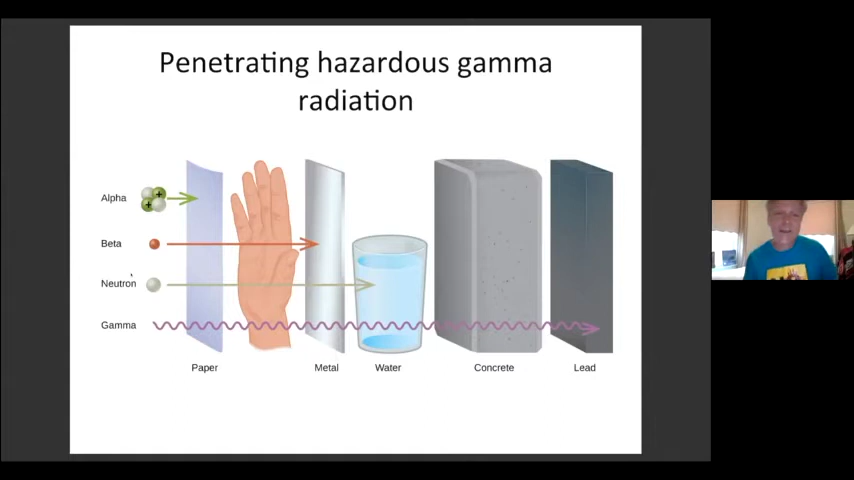 Penetrating hazardous gamma
radiation
Alpha
Beta
Neutron
Gamma
Paper
Metal
Water
Concrete
Lead